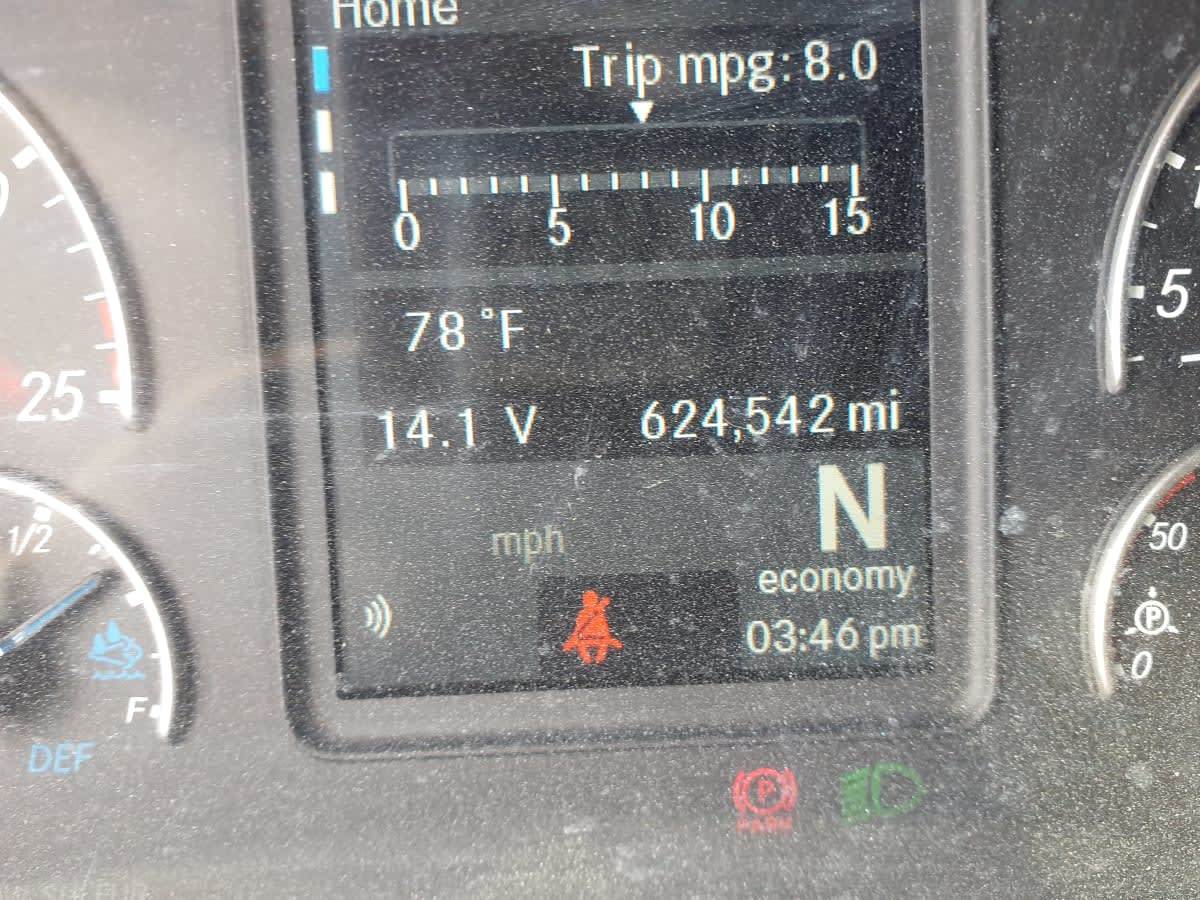 Home
Trip mpg: 8.0
0 5 10 15
78 °F
14.1 V 624,542 mi
N
mph
economy
03:46 pm
25
1/2
F
DEF
5
50
P
0
P
PARK